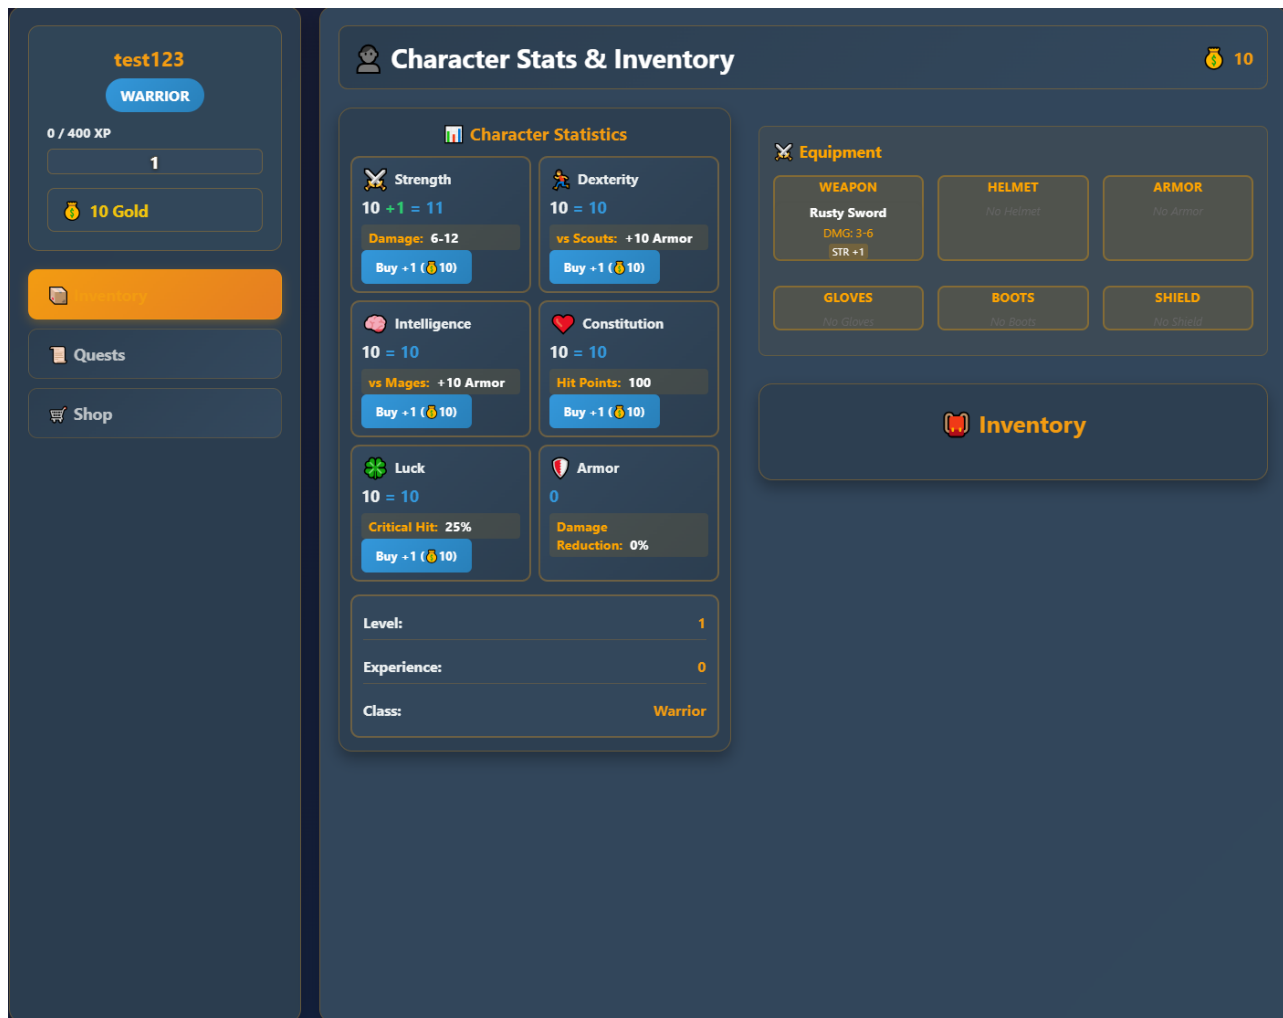 test123
WARRIOR
0 / 400 XP
1
10 Gold
Inventory
Quests
Shop
Character Stats & Inventory
10
Character Statistics
Strength
10 +1 = 11
Damage: 6-12
Buy +1 (10)
Dexterity
10 = 10
vs Scouts: +10 Armor
Buy +1 (10)
Intelligence
10 = 10
vs Mages: +10 Armor
Buy +1 (10)
Constitution
10 = 10
Hit Points: 100
Buy +1 (10)
Luck
10 = 10
Critical Hit: 25%
Buy +1 (10)
Armor
0
Damage
Reduction: 0%
Level: 1
Experience: 0
Class: Warrior
Equipment
WEAPON
Rusty Sword
DMG: 3-6
STR +1
HELMET
No Helmet
ARMOR
No Armor
GLOVES
No Gloves
BOOTS
No Boots
SHIELD
No Shield
Inventory